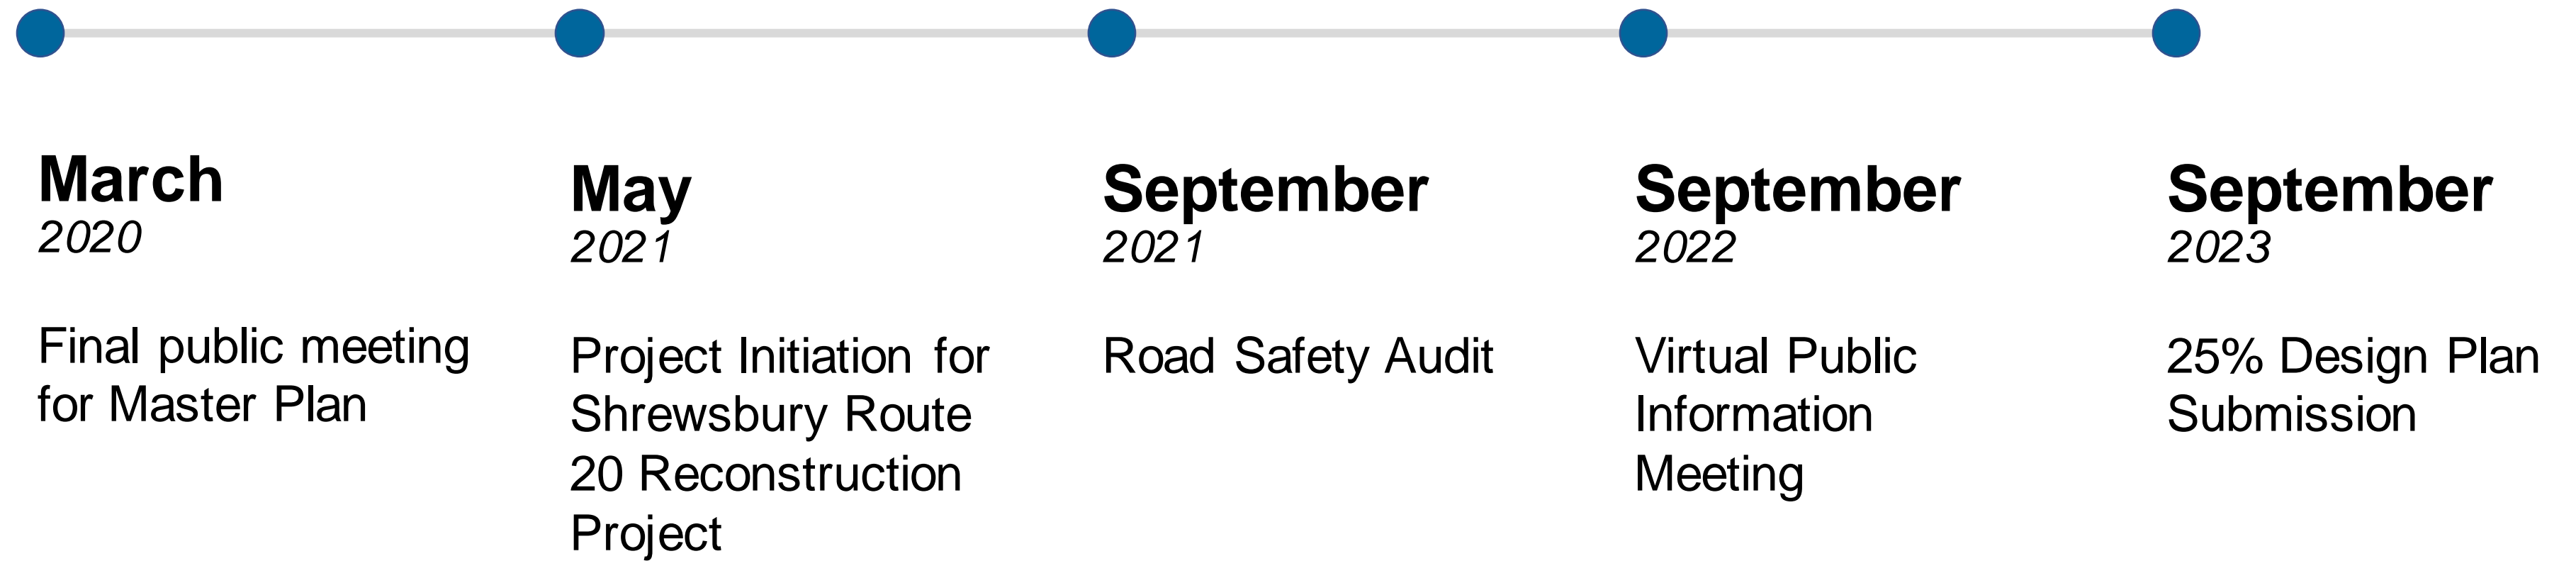 March
2020
Final public meeting
for Master Plan
May
2021
Project Initiation for
Shrewsbury Route
20 Reconstruction
Project
September
2021
Road Safety Audit
September
2022
Virtual Public
Information
Meeting
September
2023
25% Design Plan
Submission